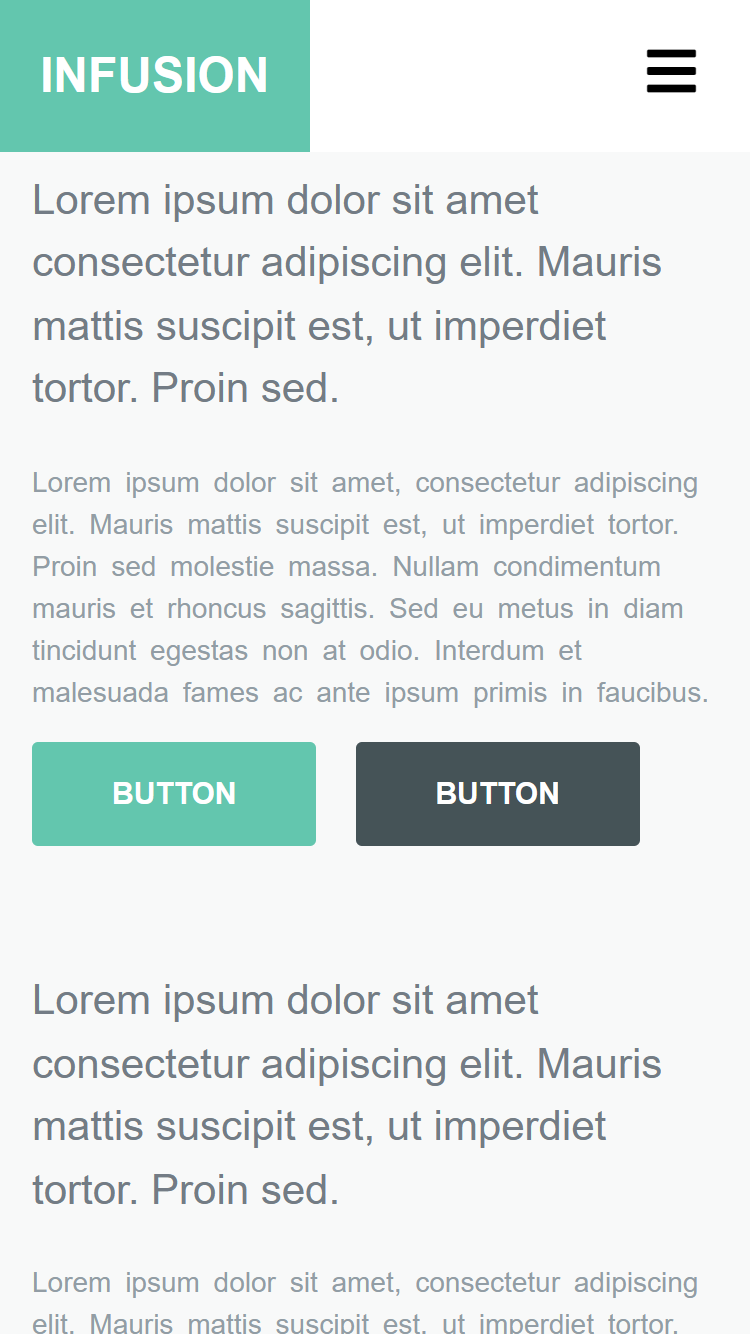 INFUSION
Lorem ipsum dolor sit amet
consectetur adipiscing elit. Mauris
mattis suscipit est, ut imperdiet
tortor. Proin sed.
Lorem ipsum dolor sit amet, consectetur adipiscing
elit. Mauris mattis suscipit est, ut imperdiet tortor.
Proin sed molestie massa. Nullam condimentum
mauris et rhoncus sagittis. Sed eu metus in diam
tincidunt egestas non at odio. Interdum et
malesuada fames ac ante ipsum primis in faucibus.
BUTTON BUTTON
Lorem ipsum dolor sit amet
consectetur adipiscing elit. Mauris
mattis suscipit est, ut imperdiet
tortor. Proin sed.
Lorem ipsum dolor sit amet, consectetur adipiscing
elit. Mauris mattis suscipit est, ut imperdiet tortor.